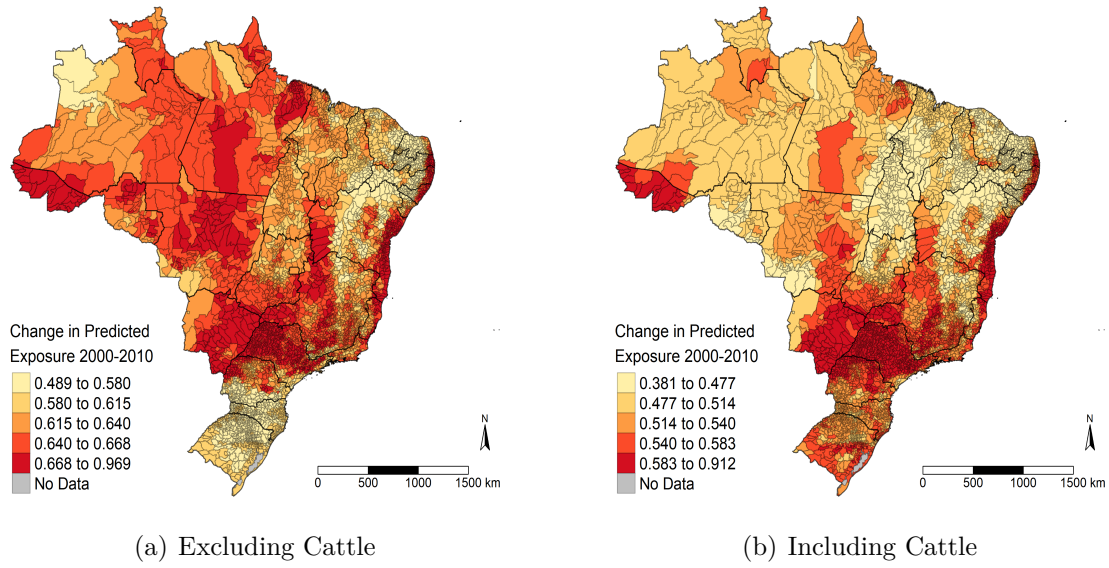 Change in Predicted
Exposure 2000-2010
0.489 to 0.580
0.580 to 0.615
0.615 to 0.640
0.640 to 0.668
0.668 to 0.969
No Data
N
0 500 1000 1500 km
(a) Excluding Cattle
Change in Predicted
Exposure 2000-2010
0.381 to 0.477
0.477 to 0.514
0.514 to 0.540
0.540 to 0.583
0.583 to 0.912
No Data
N
0 500 1000 1500 km
(b) Including Cattle